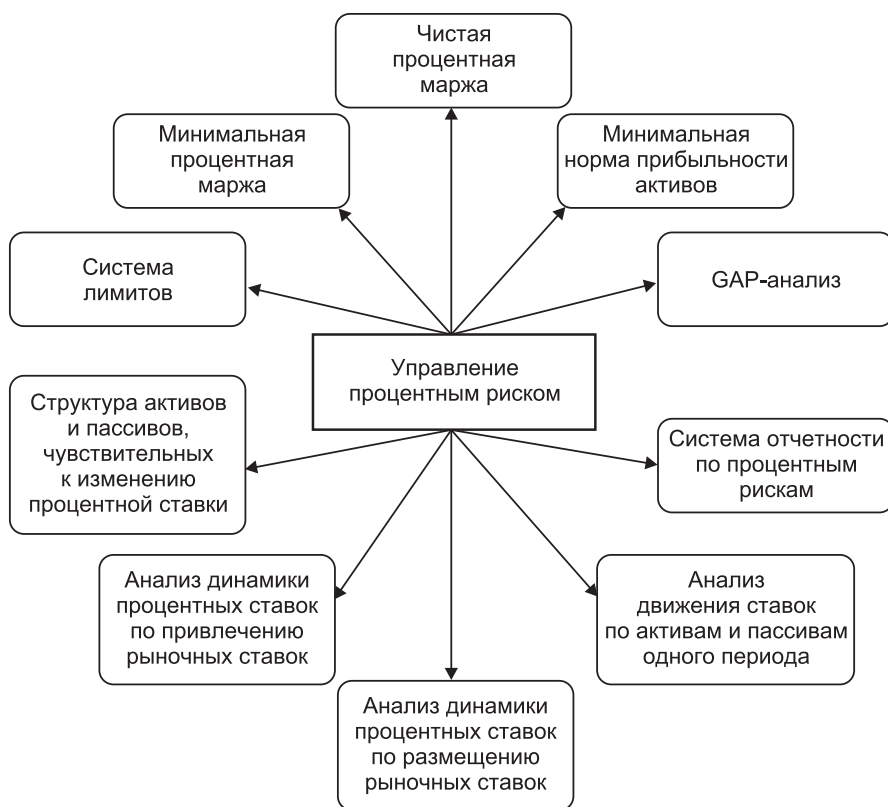 Чистая
процентная
маржа
Минимальная
процентная
маржа
Минимальная
норма прибыльности
активов
Система
лимитов
GAP-анализ
Управление
процентным риском
Структура активов
и пассивов,
чувствительных
к изменению
процентной ставки
Система отчетности
по процентным
рискам
Анализ динамики
процентных ставок
по привлечению
рыночных ставок
Анализ
движения ставок
по активам и пассивам
одного периода
Анализ динамики
процентных ставок
по размещению
рыночных ставок